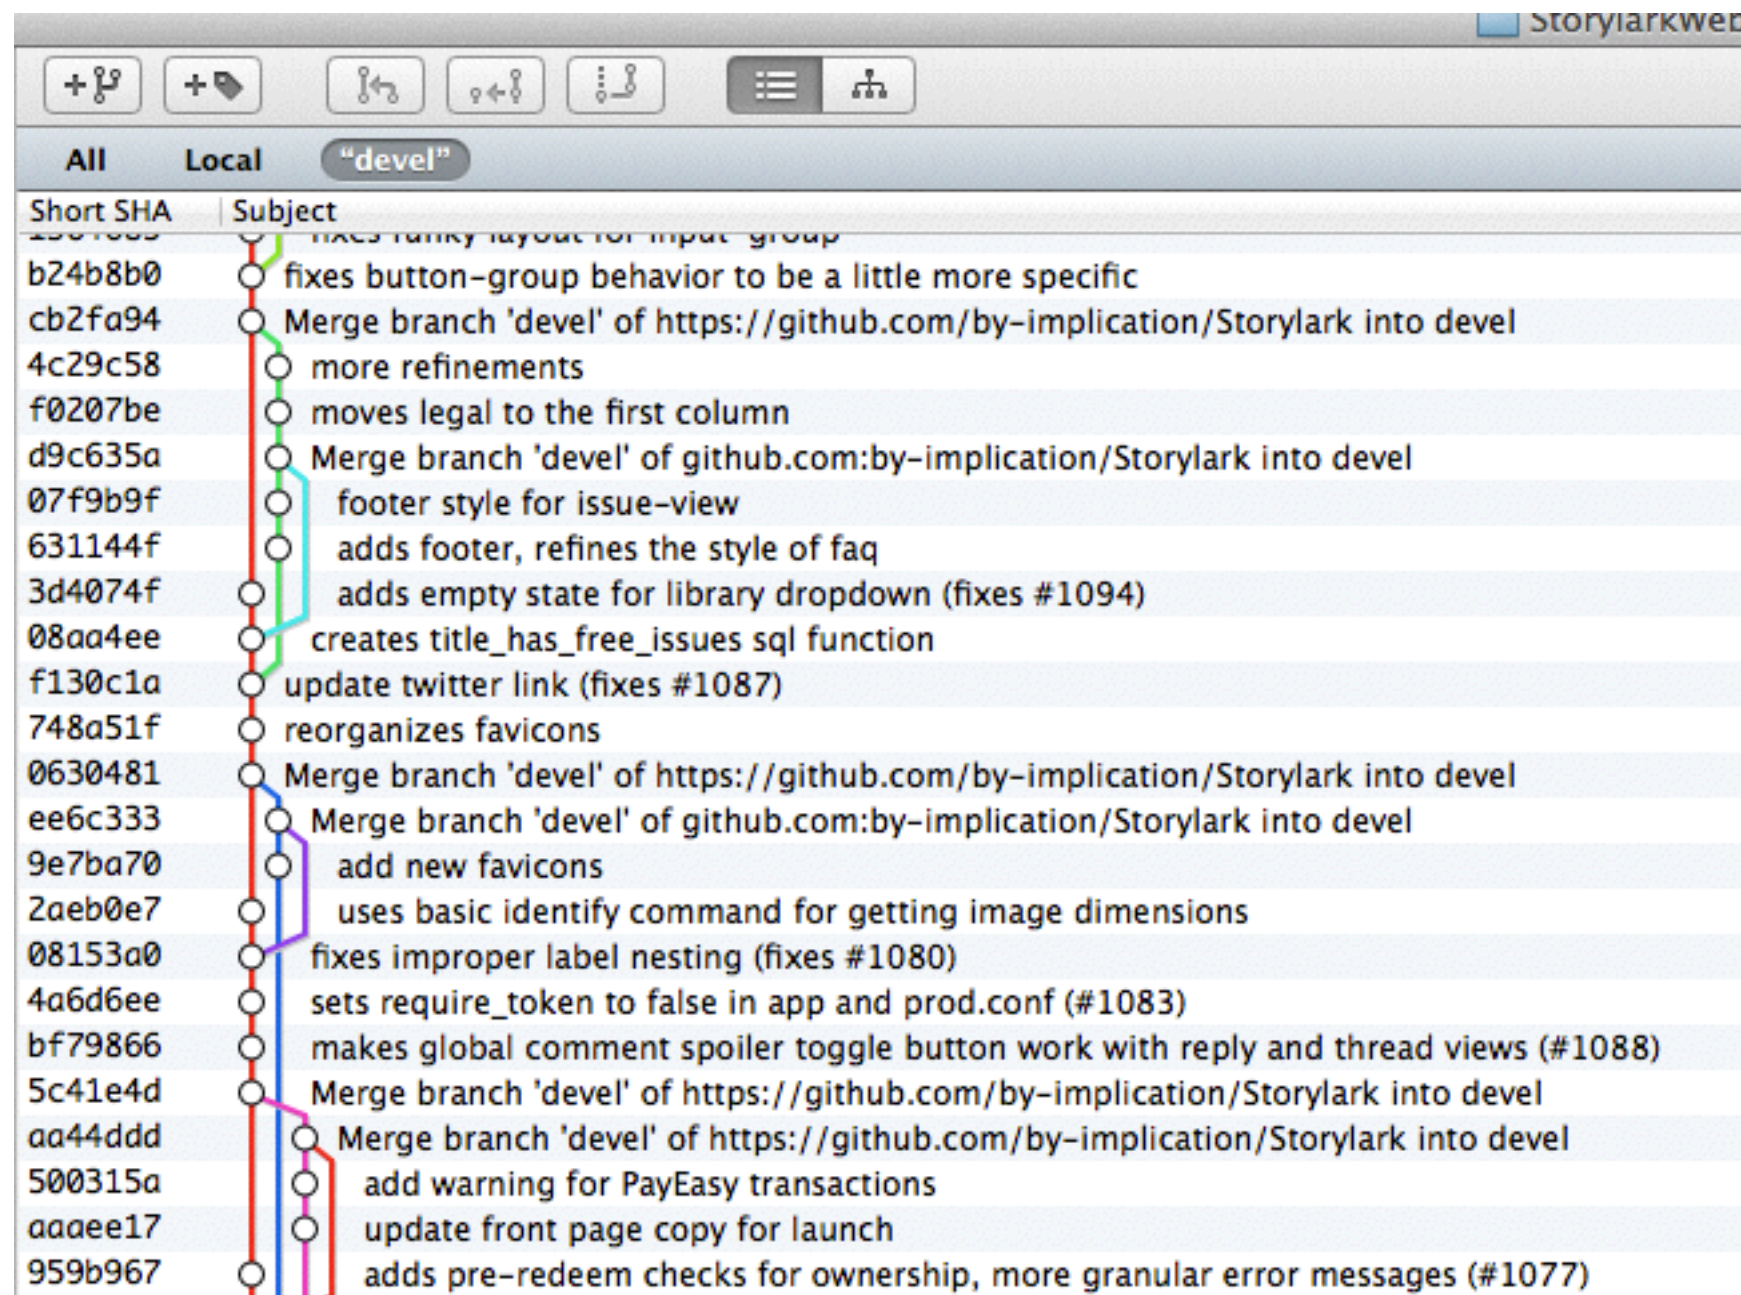 StorylarkWeb
All Local “devel”
Short SHA Subject
fixes funky layout for input-group
b24b8b0 fixes button-group behavior to be a little more specific
cb2fa94 Merge branch 'devel' of https://github.com/by-implication/Storylark into devel
4c29c58 more refinements
f0207be moves legal to the first column
d9c635a Merge branch 'devel' of github.com:by-implication/Storylark into devel
07f9b9f footer style for issue-view
631144f adds footer, refines the style of faq
3d4074f adds empty state for library dropdown (fixes #1094)
08aa4ee creates title_has_free_issues sql function
f130c1a update twitter link (fixes #1087)
748a51f reorganizes favicons
0630481 Merge branch 'devel' of https://github.com/by-implication/Storylark into devel
ee6c333 Merge branch 'devel' of github.com:by-implication/Storylark into devel
9e7ba70 add new favicons
2aeb0e7 uses basic identify command for getting image dimensions
08153a0 fixes improper label nesting (fixes #1080)
4a6d6ee sets require_token to false in app and prod.conf (#1083)
bf79866 makes global comment spoiler toggle button work with reply and thread views (#1088)
5c41e4d Merge branch 'devel' of https://github.com/by-implication/Storylark into devel
aa44ddd Merge branch 'devel' of https://github.com/by-implication/Storylark into devel
500315a add warning for PayEasy transactions
aaaee17 update front page copy for launch
959b967 adds pre-redeem checks for ownership, more granular error messages (#1077)